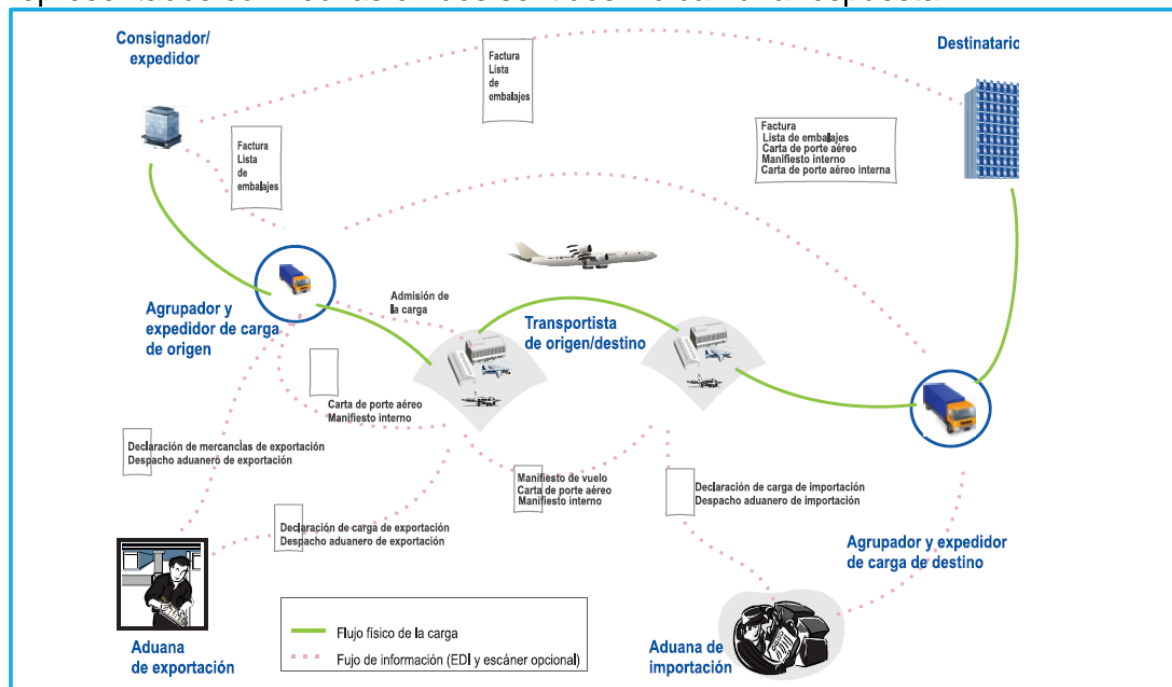 Consignador/
expedidor
Factura
Lista
de
embalajes
Destinatario
Factura
Lista
de
embalajes
Factura
Lista de embalajes
Carta de porte aéreo
Manifiesto interno
Carta de porte aéreo interna
Agrupador y
expedidor de carga
de origen
Admisión de
la carga
Transportista
de origen/destino
Carta de porte aéreo
Manifiesto interno
Declaración de mercancías de exportación
Despacho aduanero de exportación
Manifiesto de vuelo
Carta de porte aéreo
Manifiesto interno
Declaración de carga de importación
Despacho aduanero de importación
Declaración de carga de exportación
Despacho aduanero de exportación
Agrupador y expedidor
de carga de destino
Aduana
de exportación
Flujo físico de la carga
Fujo de información (EDI y escáner opcional)
Aduana de
importación